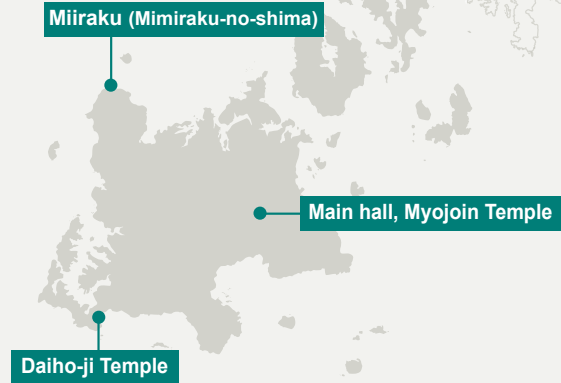 Miiraku (Mimiraku-no-shima)
Main hall, Myojoin Temple
Daiho-ji Temple